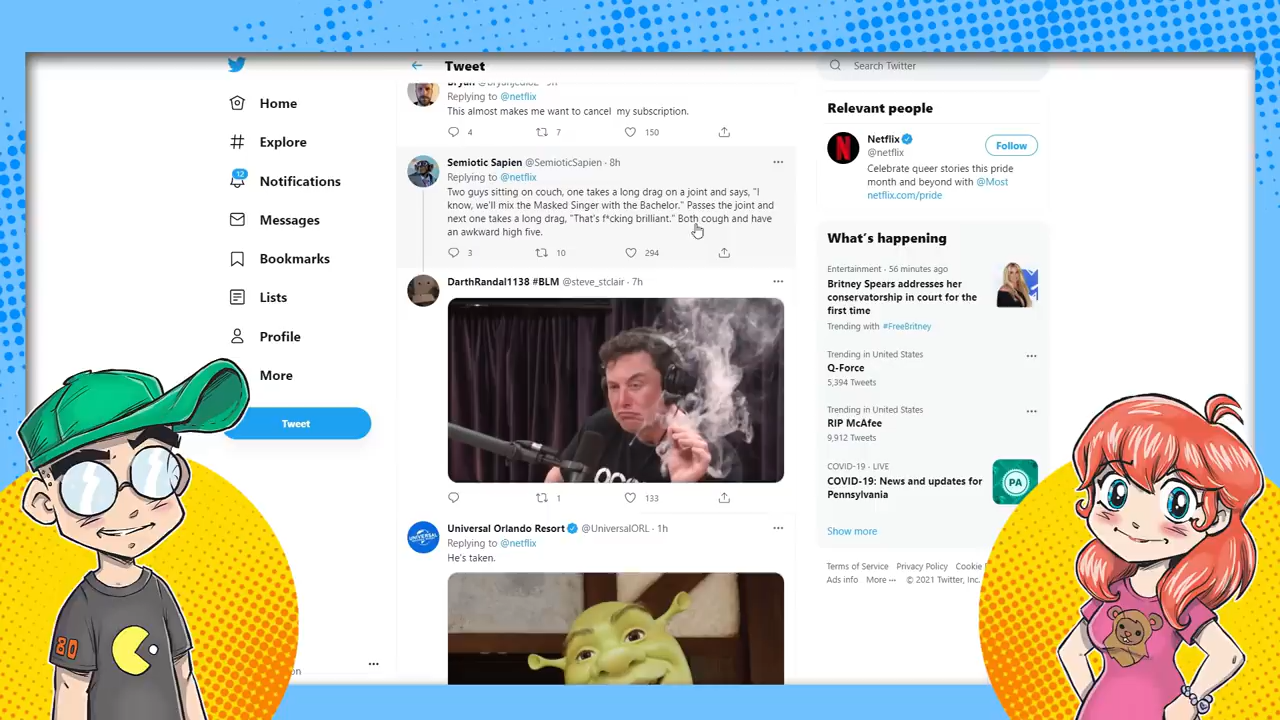 Home
Explore
12
Notifications
Messages
Bookmarks
Lists
Profile
More
Tweet
Tweet
Replying to @netflix
This almost makes me want to cancel my subscription.
4 7 150
Semiotic Sapien @SemioticSapien · 8h
Replying to @netflix
Two guys sitting on couch, one takes a long drag on a joint and says, "I
know, we'll mix the Masked Singer with the Bachelor." Passes the joint and
next one takes a long drag, "That's f*cking brilliant." Both cough and have
an awkward high five.
3 10 294
DarthRandal1138 #BLM @steve_stclair · 7h
1 133
Universal Orlando Resort @UniversalORL · 1h
Replying to @netflix
He's taken.
Search Twitter
Relevant people
Netflix
@netflix
Follow
Celebrate queer stories this pride
month and beyond with @Most
netflix.com/pride
What's happening
Entertainment · 56 minutes ago
Britney Spears addresses her
conservatorship in court for the
first time
Trending with #FreeBritney
Trending in United States
Q-Force
5,394 Tweets
Trending in United States
RIP McAfee
9,912 Tweets
COVID-19 · LIVE
COVID-19: News and updates for
Pennsylvania
PA
Show more
Terms of Service Privacy Policy Cookie
Ads info More ··· © 2021 Twitter, Inc.
80